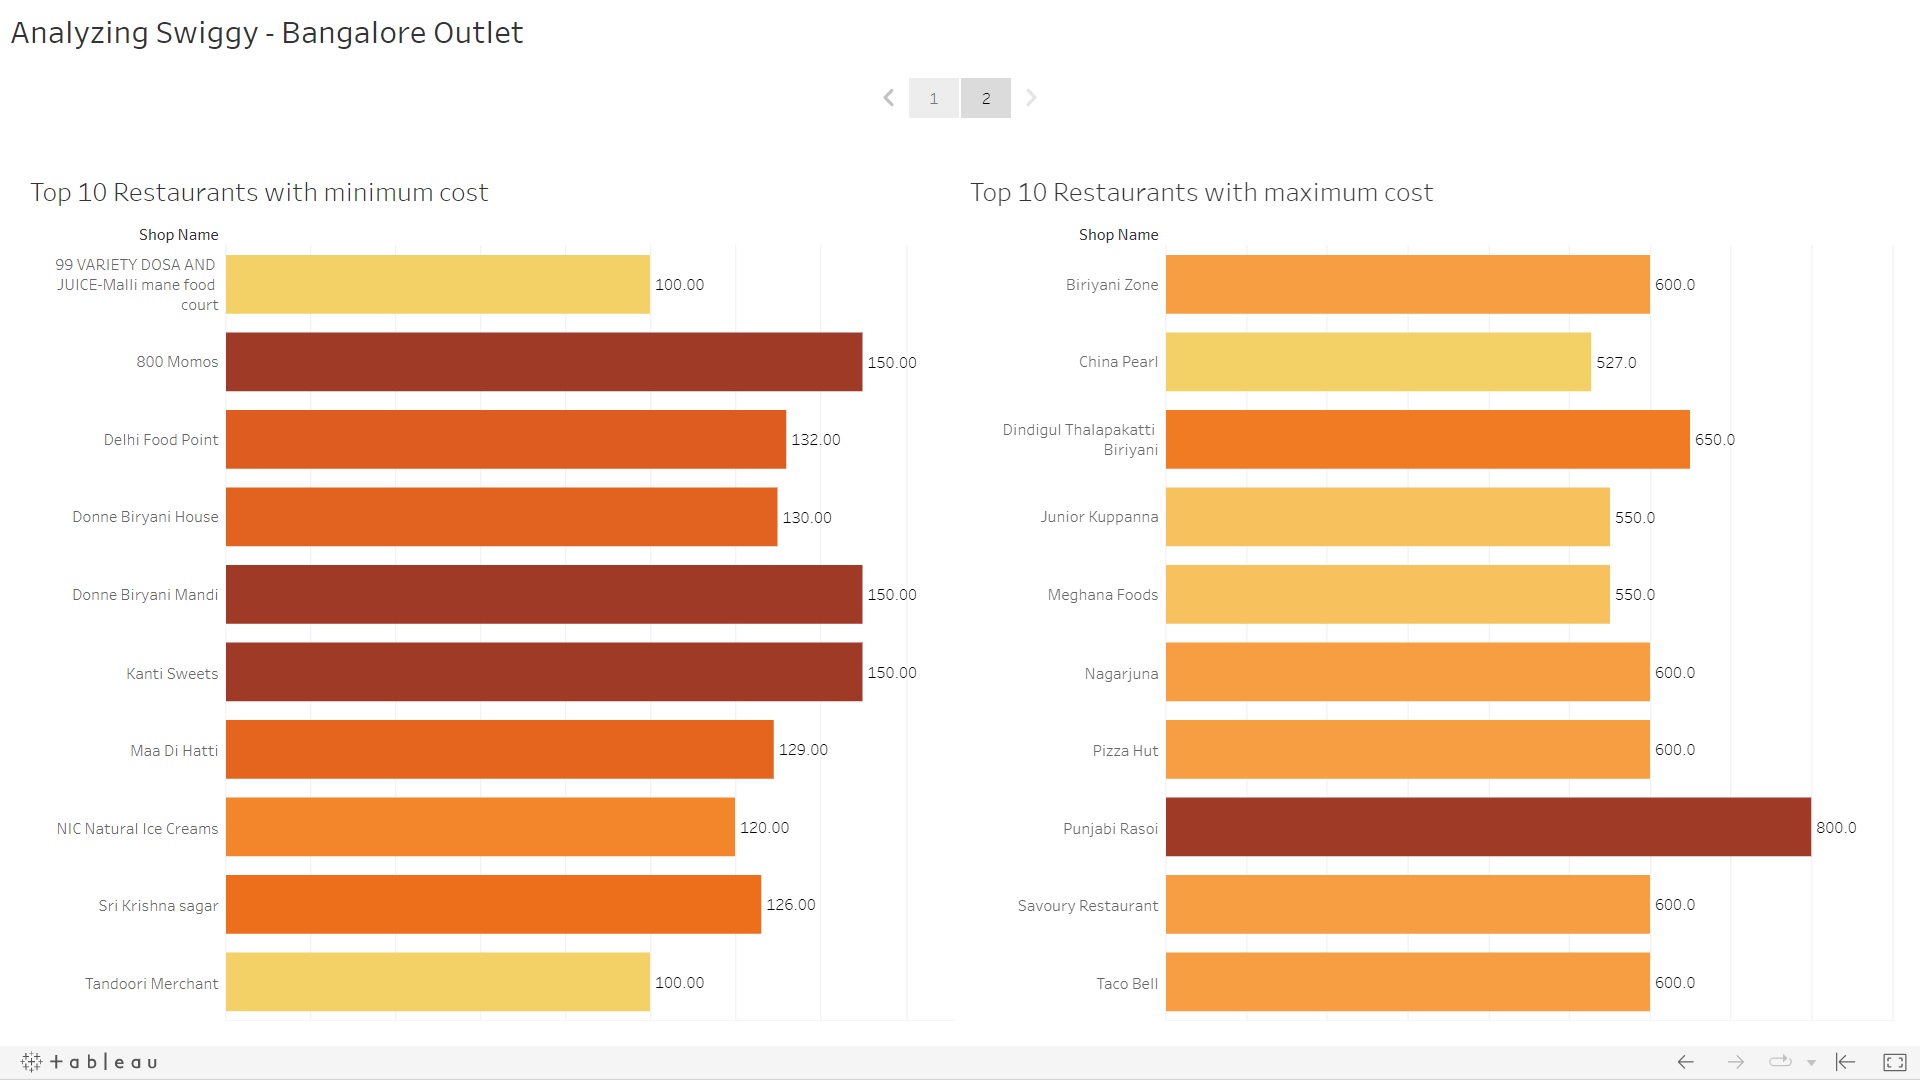 Analyzing Swiggy - Bangalore Outlet
1
2
Top 10 Restaurants with minimum cost
Shop Name
99 VARIETY DOSA AND
JUICE-Malli mane food
court
100.00
800 Momos
150.00
Delhi Food Point
132.00
Donne Biryani House
130.00
Donne Biryani Mandi
150.00
Kanti Sweets
150.00
Maa Di Hatti
129.00
NIC Natural Ice Creams
120.00
Sri Krishna sagar
126.00
Tandoori Merchant
100.00
Top 10 Restaurants with maximum cost
Shop Name
Biriyani Zone
600.0
China Pearl
527.0
Dindigul Thalapakatti
Biriyani
650.0
Junior Kuppanna
550.0
Meghana Foods
550.0
Nagarjuna
600.0
Pizza Hut
600.0
Punjabi Rasoi
800.0
Savoury Restaurant
600.0
Taco Bell
600.0
tableau